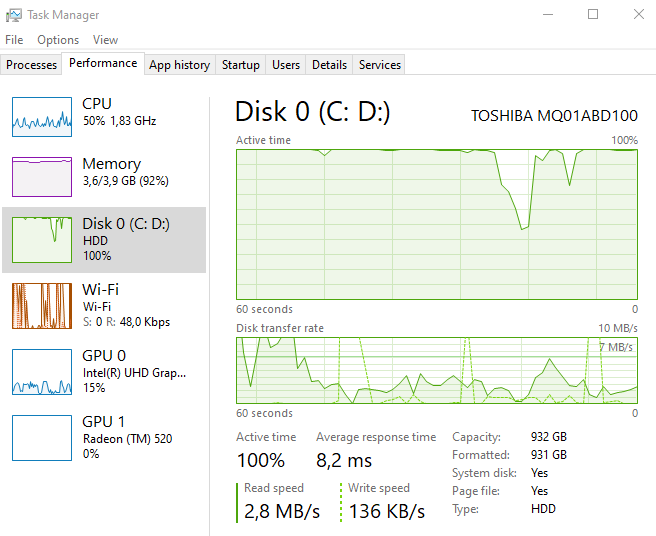 Task Manager
File Options View
Processes Performance App history Startup Users Details Services
CPU
50% 1,83 GHz
Memory
3,6/3,9 GB (92%)
Disk 0 (C: D:)
HDD
100%
Wi-Fi
Wi-Fi
S: 0 R: 48,0 Kbps
GPU 0
Intel(R) UHD Grap...
15%
GPU 1
Radeon (TM) 520
0%
Disk 0 (C: D:) TOSHIBA MQ01ABD100
Active time 100%
60 seconds 0
Disk transfer rate 10 MB/s
7 MB/s
60 seconds 0
Active time Average response time
100% 8,2 ms
Read speed Write speed
2,8 MB/s 136 KB/s
Capacity: 932 GB
Formatted: 931 GB
System disk: Yes
Page file: Yes
Type: HDD